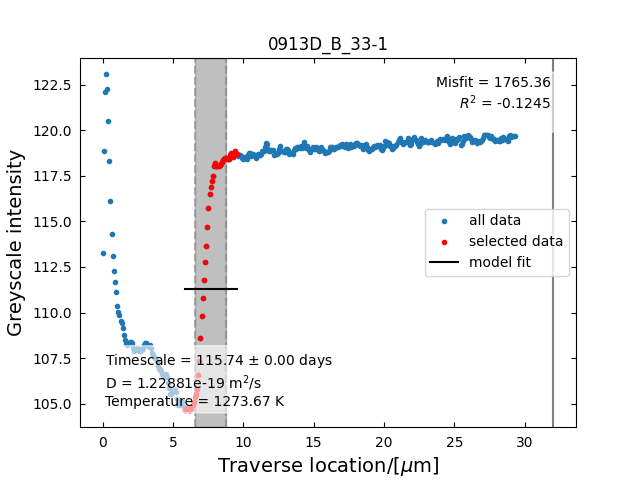 0913D_B_33-1
Misfit = 1765.36
R² = -0.1245
122.5
120.0
117.5
115.0
112.5
110.0
107.5
105.0
Greyscale intensity
all data
selected data
model fit
Timescale = 115.74 ± 0.00 days
D = 1.22881e-19 m²/s
Temperature = 1273.67 K
0 5 10 15 20 25 30
Traverse location/[μm]